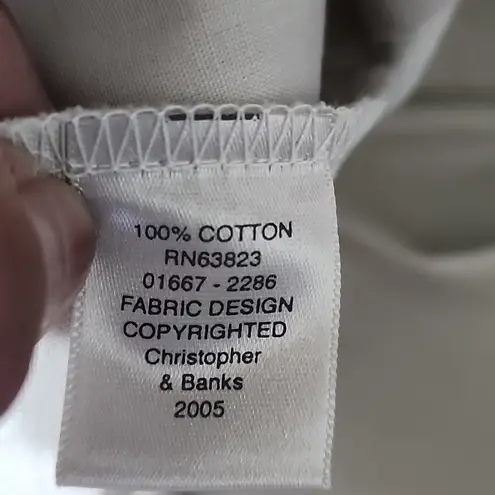 100% COTTON
RN63823
01667 - 2286
FABRIC DESIGN
COPYRIGHTED
Christopher
& Banks
2005